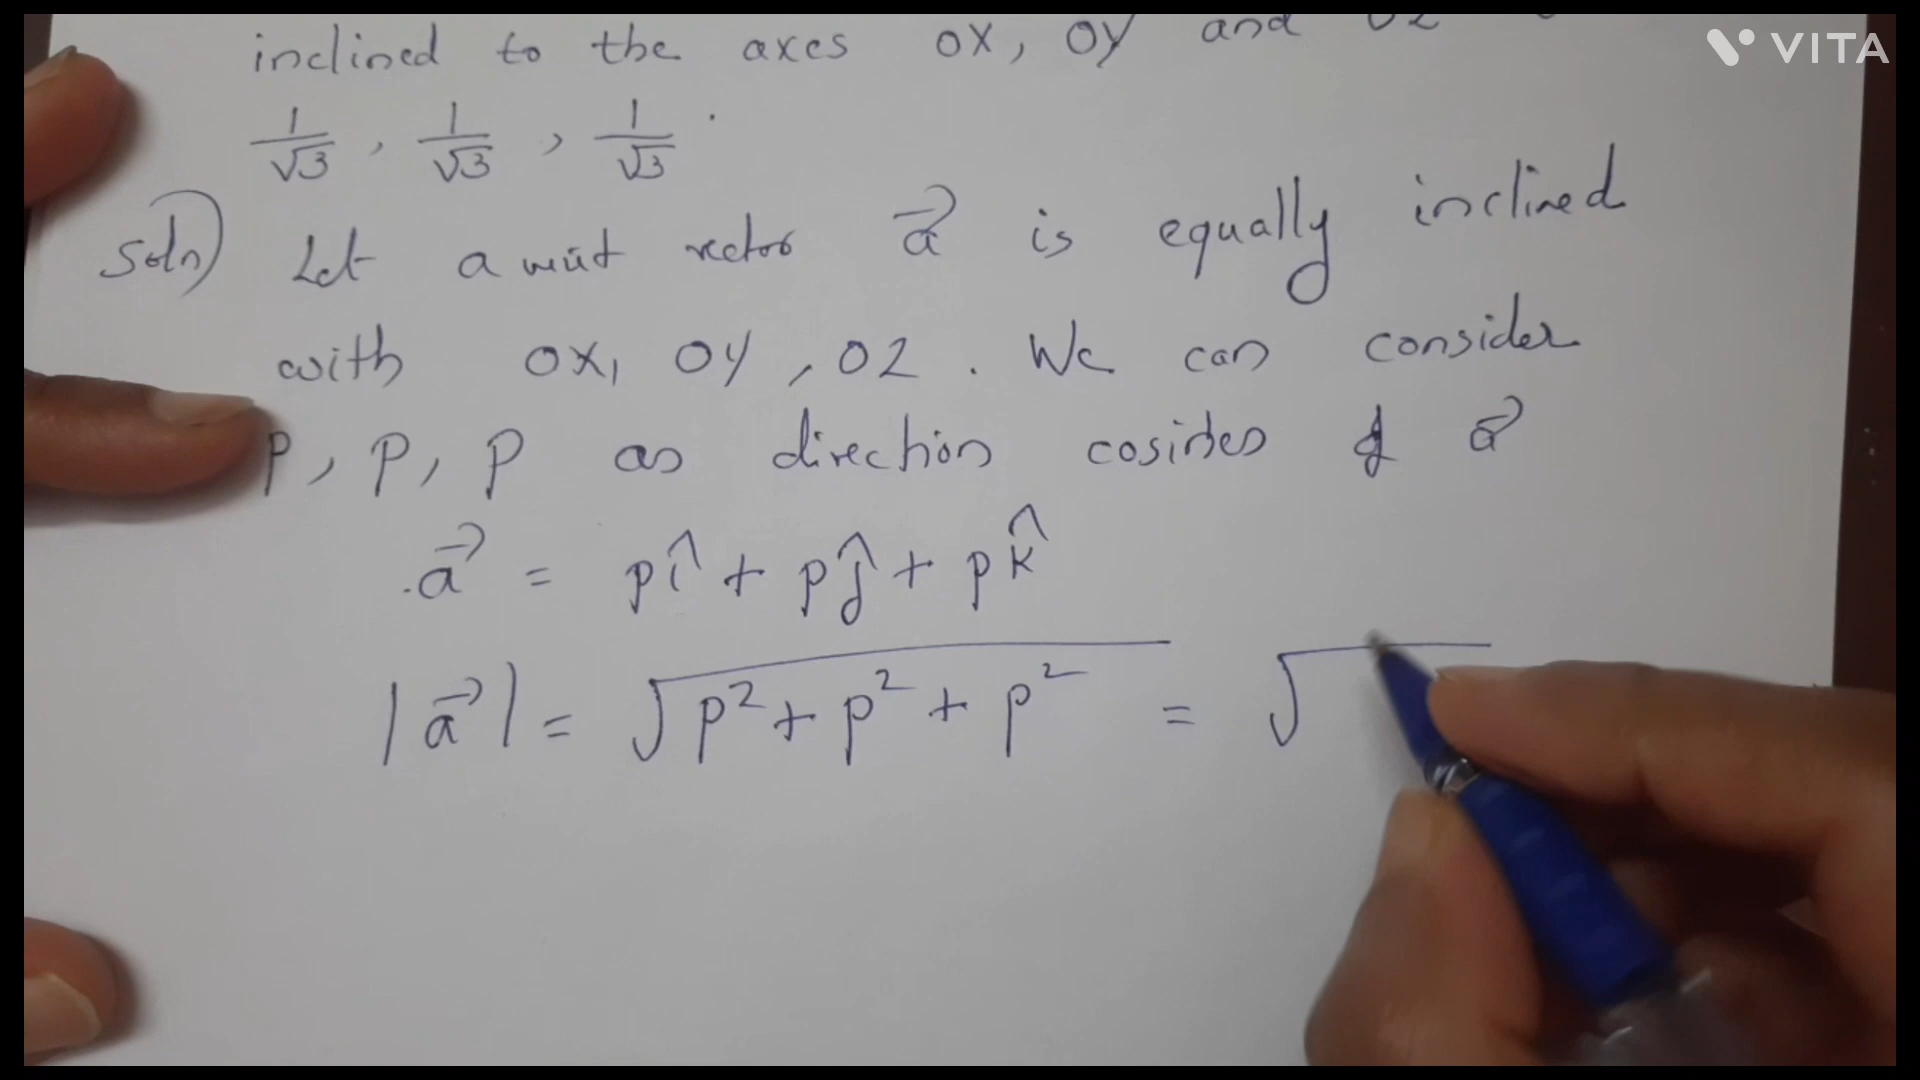 inclined to the axes OX, OY and OZ
VITA
1/√3, 1/√3, 1/√3.
Soln) Let a unit vector a⃗ is equally inclined
with OX, OY, OZ. We can consider
P, P, P as direction cosines of a⃗
.a⃗ = pî + pĵ + pk̂
|a⃗| = √p² + p² + p² = √